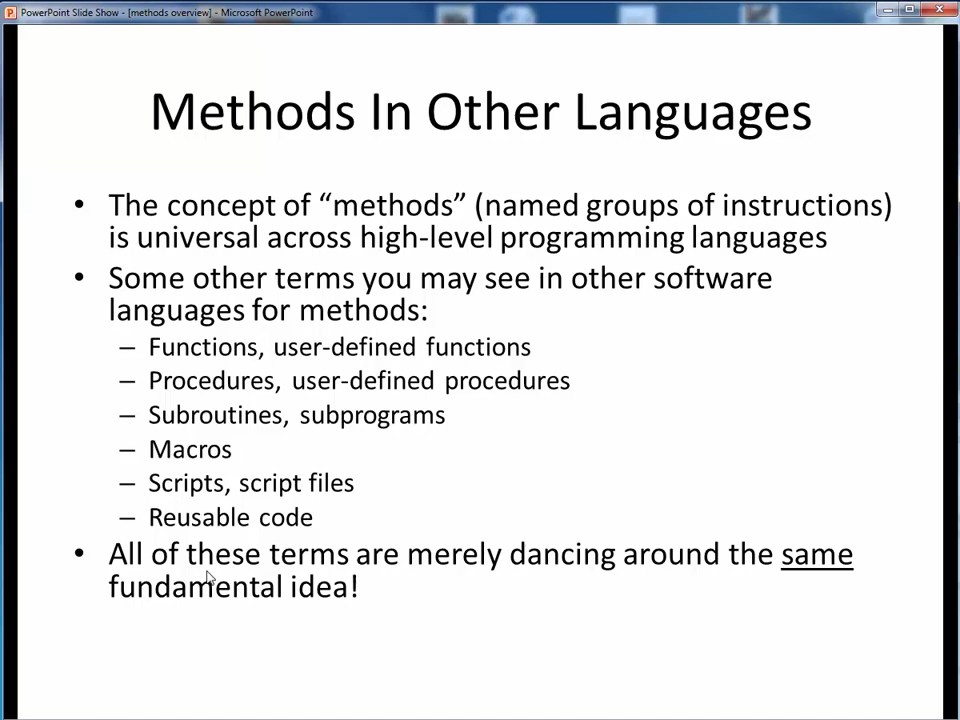 PowerPoint Slide Show - [methods overview] - Microsoft PowerPoint
Methods In Other Languages
• The concept of “methods” (named groups of instructions)
is universal across high-level programming languages
• Some other terms you may see in other software
languages for methods:
– Functions, user-defined functions
– Procedures, user-defined procedures
– Subroutines, subprograms
– Macros
– Scripts, script files
– Reusable code
• All of these terms are merely dancing around the same
fundamental idea!